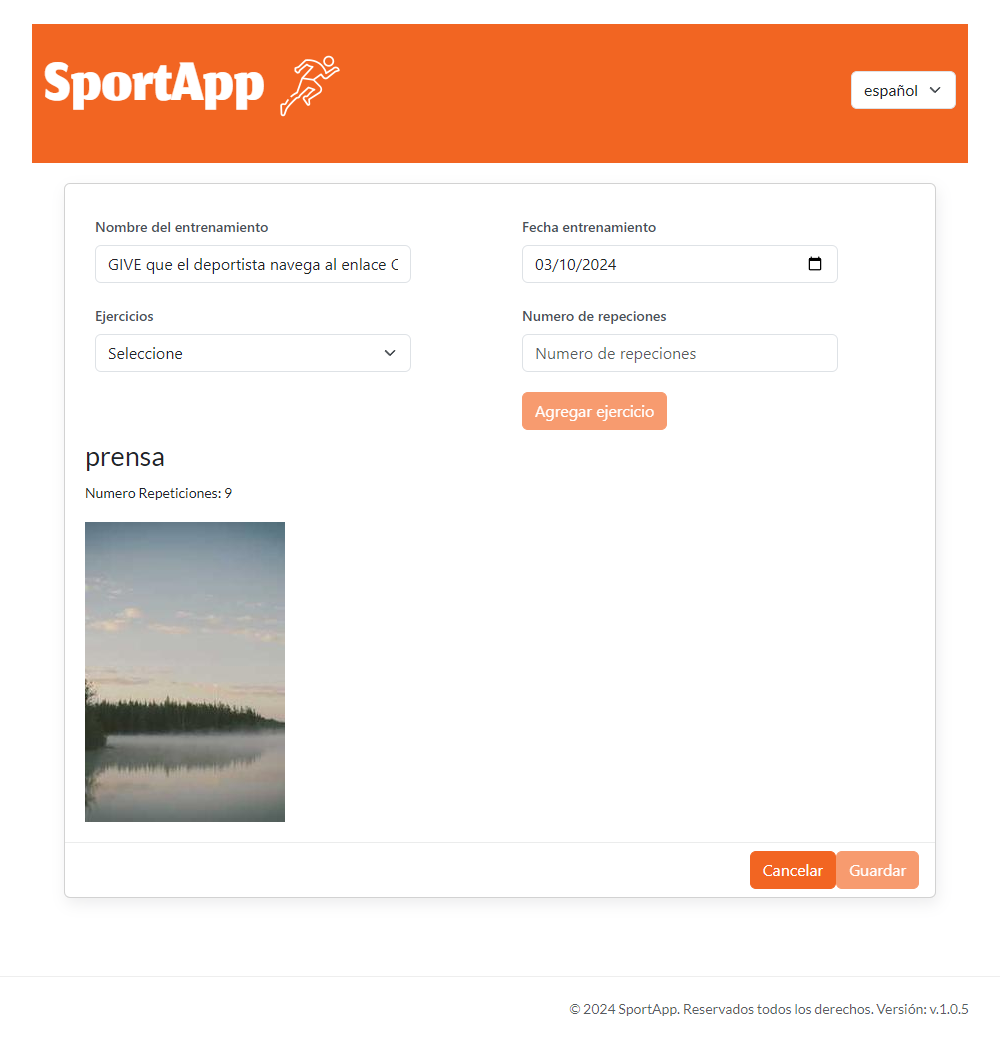 SportApp
español
Nombre del entrenamiento
Fecha entrenamiento
GIVE que el deportista navega al enlace C
03/10/2024
Ejercicios
Numero de repeciones
Seleccione
Numero de repeciones
Agregar ejercicio
prensa
Numero Repeticiones: 9
Cancelar
Guardar
© 2024 SportApp. Reservados todos los derechos. Versión: v.1.0.5